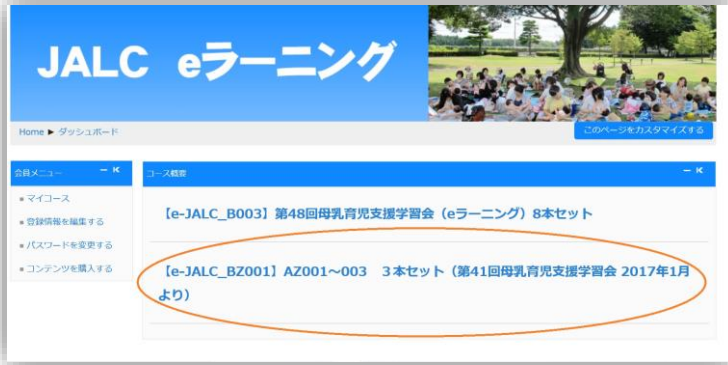 JALC eラーニング
Home ▶ ダッシュボード
このページをカスタマイズする
会員メニュー
マイコース
登録情報を編集する
パスワードを変更する
コンテンツを購入する
コース概要
【e-JALC_B003】第48回母乳育児支援学習会（eラーニング）8本セット
【e-JALC_BZ001】AZ001～003　3本セット（第41回母乳育児支援学習会 2017年1月
より）